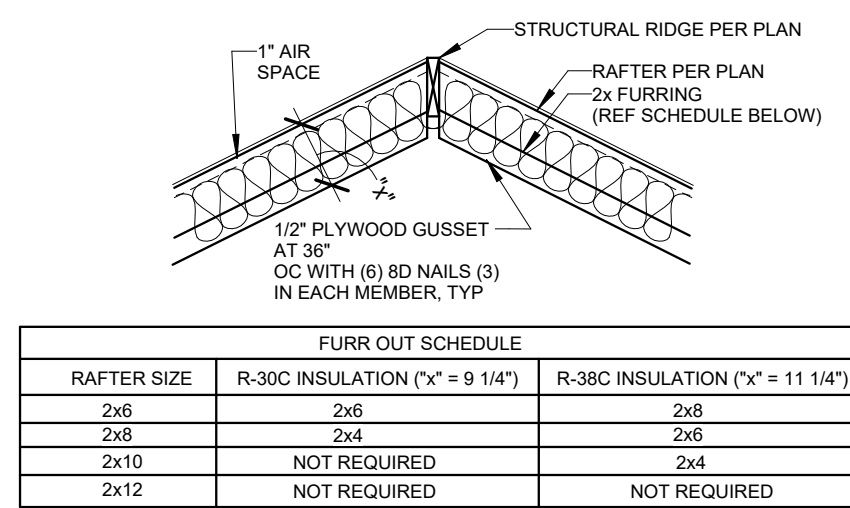 STRUCTURAL RIDGE PER PLAN
1" AIR
SPACE
RAFTER PER PLAN
2x FURRING
(REF SCHEDULE BELOW)
"x"
1/2" PLYWOOD GUSSET
AT 36"
OC WITH (6) 8D NAILS (3)
IN EACH MEMBER, TYP
FURR OUT SCHEDULE
RAFTER SIZE R-30C INSULATION ("x" = 9 1/4") R-38C INSULATION ("x" = 11 1/4")
2x6 2x6 2x8
2x8 2x4 2x6
2x10 NOT REQUIRED 2x4
2x12 NOT REQUIRED NOT REQUIRED